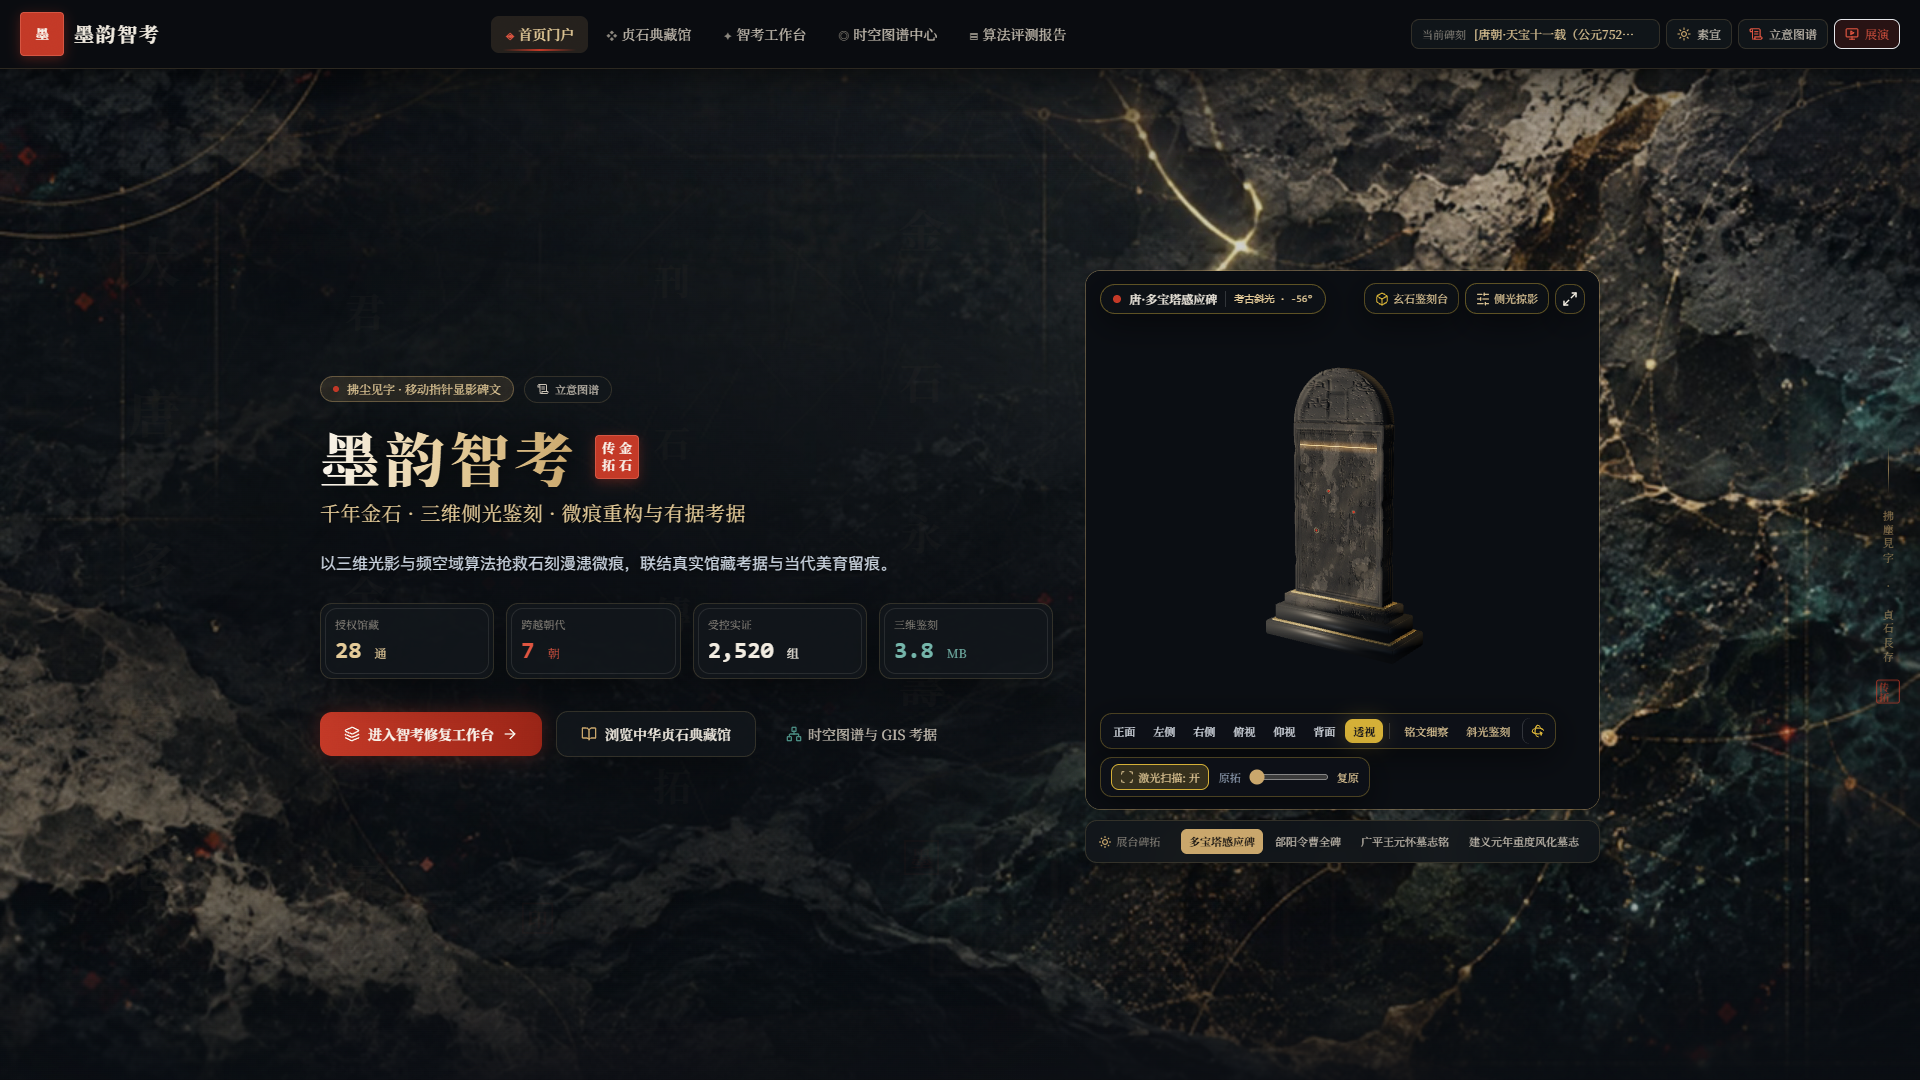 墨 墨韵智考
首页门户
贞石典藏馆
智考工作台
时空图谱中心
算法评测报告
当前碑刻 [唐朝·天宝十一载（公元752…
素宣
立意图谱
展演
拂尘见字 · 移动指针显影碑文
立意图谱
墨韵智考
传 金
拓 石
千年金石 · 三维侧光鉴刻 · 微痕重构与有据考据
以三维光影与频空域算法抢救石刻漫漶微痕，联结真实馆藏考据与当代美育留痕。
授权馆藏
28 通
跨越朝代
7 朝
受控实证
2,520 组
三维鉴刻
3.8 MB
进入智考修复工作台
浏览中华贞石典藏馆
时空图谱与 GIS 考据
唐·多宝塔感应碑 考古斜光 · -56°
玄石鉴刻台
侧光掠影
正面 左侧 右侧 俯视 仰视 背面 透视 铭文细察 斜光鉴刻
激光扫描: 开 原拓 复原
展台碑拓 多宝塔感应碑 郃阳令曹全碑 广平王元怀墓志铭 建义元年重度风化墓志
拂塵見字 · 貞石長存